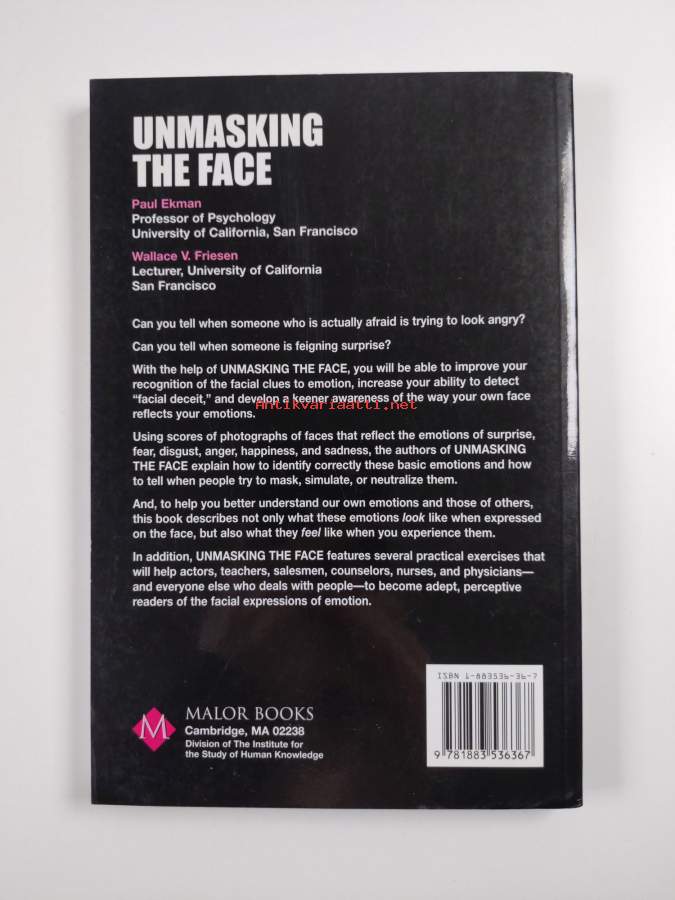 UNMASKING
THE FACE
Paul Ekman
Professor of Psychology
University of California, San Francisco
Wallace V. Friesen
Lecturer, University of California
San Francisco
Can you tell when someone who is actually afraid is trying to look angry?
Can you tell when someone is feigning surprise?
With the help of UNMASKING THE FACE, you will be able to improve your
recognition of the facial clues to emotion, increase your ability to detect
“facial deceit,” and develop a keener awareness of the way your own face
Antikvariaatti.net
reflects your emotions.
Using scores of photographs of faces that reflect the emotions of surprise,
fear, disgust, anger, happiness, and sadness, the authors of UNMASKING
THE FACE explain how to identify correctly these basic emotions and how
to tell when people try to mask, simulate, or neutralize them.
And, to help you better understand our own emotions and those of others,
this book describes not only what these emotions look like when expressed
on the face, but also what they feel like when you experience them.
In addition, UNMASKING THE FACE features several practical exercises that
will help actors, teachers, salesmen, counselors, nurses, and physicians—
and everyone else who deals with people—to become adept, perceptive
readers of the facial expressions of emotion.
ISBN 1-883536-36-7
9 781883 536367
M
MALOR BOOKS
Cambridge, MA 02238
Division of The Institute for
the Study of Human Knowledge